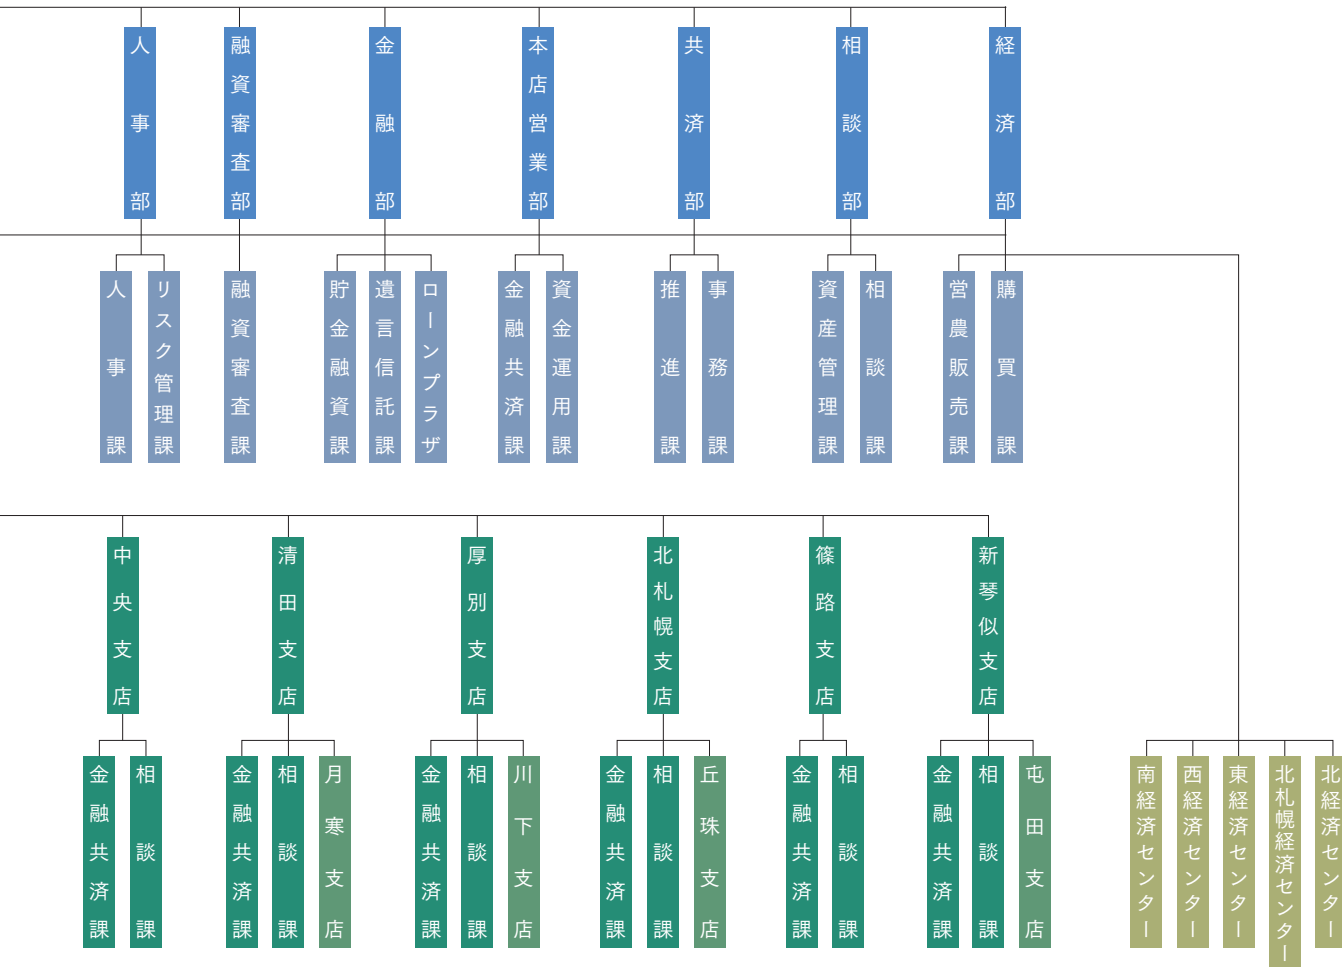 人事部
融資審査部
金融部
本店営業部
共済部
相談部
経済部
人事課
リスク管理課
融資審査課
貯金融資課
遺言信託課
ローンプラザ
金融共済課
資金運用課
推進課
事務課
資産管理課
相談課
営農販売課
購買課
中央支店
清田支店
厚別支店
北札幌支店
篠路支店
新琴似支店
金融共済課
相談課
金融共済課
相談課
月寒支店
金融共済課
相談課
川下支店
金融共済課
相談課
丘珠支店
金融共済課
相談課
金融共済課
相談課
屯田支店
南経済センター
西経済センター
東経済センター
北札幌経済センター
北経済センター